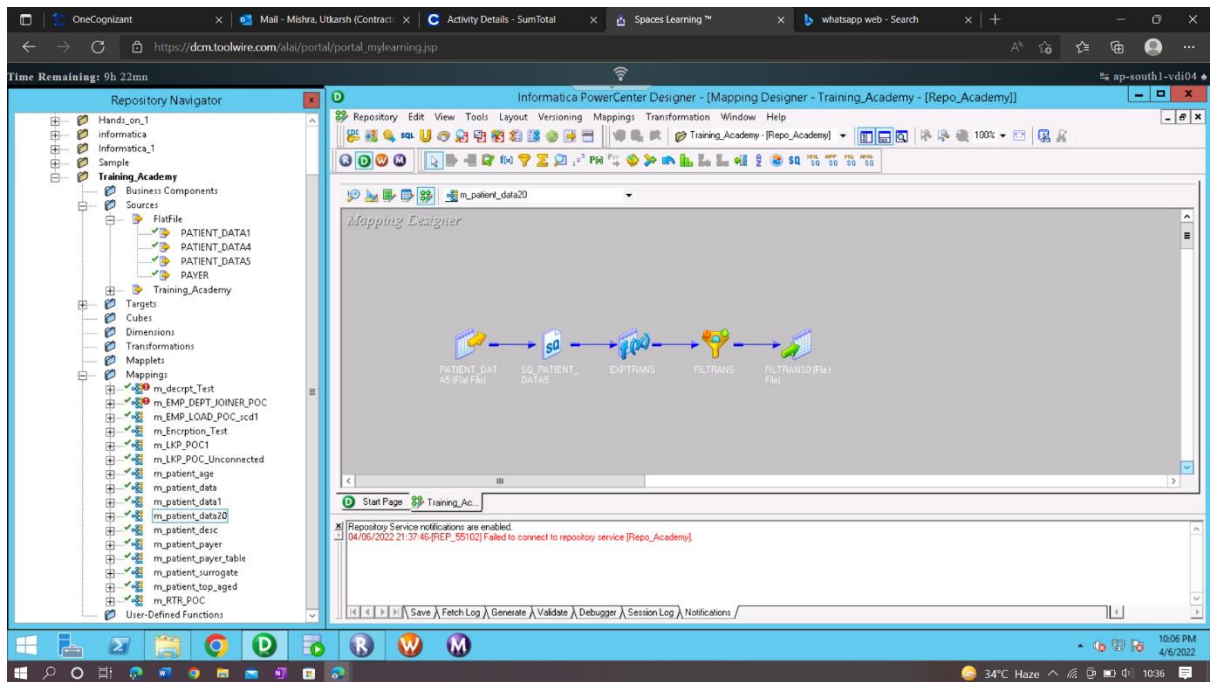 OneCognizant
Mail - Mishra, Utkarsh (Contract
Activity Details - SumTotal
Spaces Learning ™
whatsapp web - Search
https://dcm.toolwire.com/alai/portal/portal_mylearning.jsp
Time Remaining: 9h 22mn
ap-south1-vdi04
Repository Navigator
Informatica PowerCenter Designer - [Mapping Designer - Training_Academy - [Repo_Academy]]
Repository Edit View Tools Layout Versioning Mappings Transformation Window Help
Training_Academy - [Repo_Academy]
100%
m_patient_data20
Mapping Designer
Hands_on_1
informatica
Informatica_1
Sample
Training_Academy
Business Components
Sources
FlatFile
PATIENT_DATA1
PATIENT_DATA4
PATIENT_DATA5
PAYER
Training_Academy
Targets
Cubes
Dimensions
Transformations
Mapplets
Mappings
m_decrpt_Test
m_EMP_DEPT_JOINER_POC
m_EMP_LOAD_POC_scd1
m_Encrption_Test
m_LKP_POC1
m_LKP_POC_Unconnected
m_patient_age
m_patient_data
m_patient_data1
m_patient_data20
m_patient_desc
m_patient_payer
m_patient_payer_table
m_patient_surrogate
m_patient_top_aged
m_RTR_POC
User-Defined Functions
PATIENT_DAT
A5 (Flat File)
SQ_PATIENT_
DATA5
EXPTRANS
FILTRANS
FILTRANS0 (Fla t
File)
Start Page
Training_Ac...
Repository Service notifications are enabled.
04/06/2022 21:37:46-[REP_55102] Failed to connect to repository service [Repo_Academy].
Save Fetch Log Generate Validate Debugger Session Log Notifications
10:06 PM
4/6/2022
34°C Haze
10:36